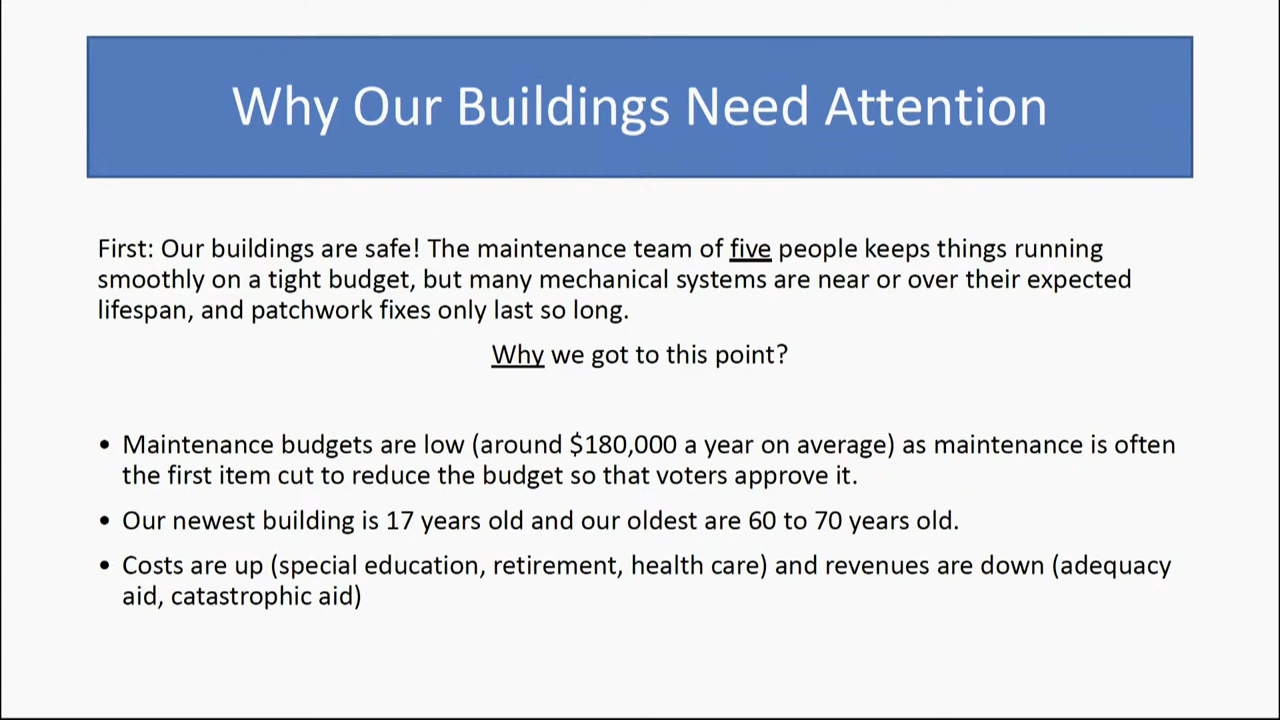 Why Our Buildings Need Attention
First: Our buildings are safe! The maintenance team of five people keeps things running
smoothly on a tight budget, but many mechanical systems are near or over their expected
lifespan, and patchwork fixes only last so long.
Why we got to this point?
• Maintenance budgets are low (around $180,000 a year on average) as maintenance is often
the first item cut to reduce the budget so that voters approve it.
• Our newest building is 17 years old and our oldest are 60 to 70 years old.
• Costs are up (special education, retirement, health care) and revenues are down (adequacy
aid, catastrophic aid)